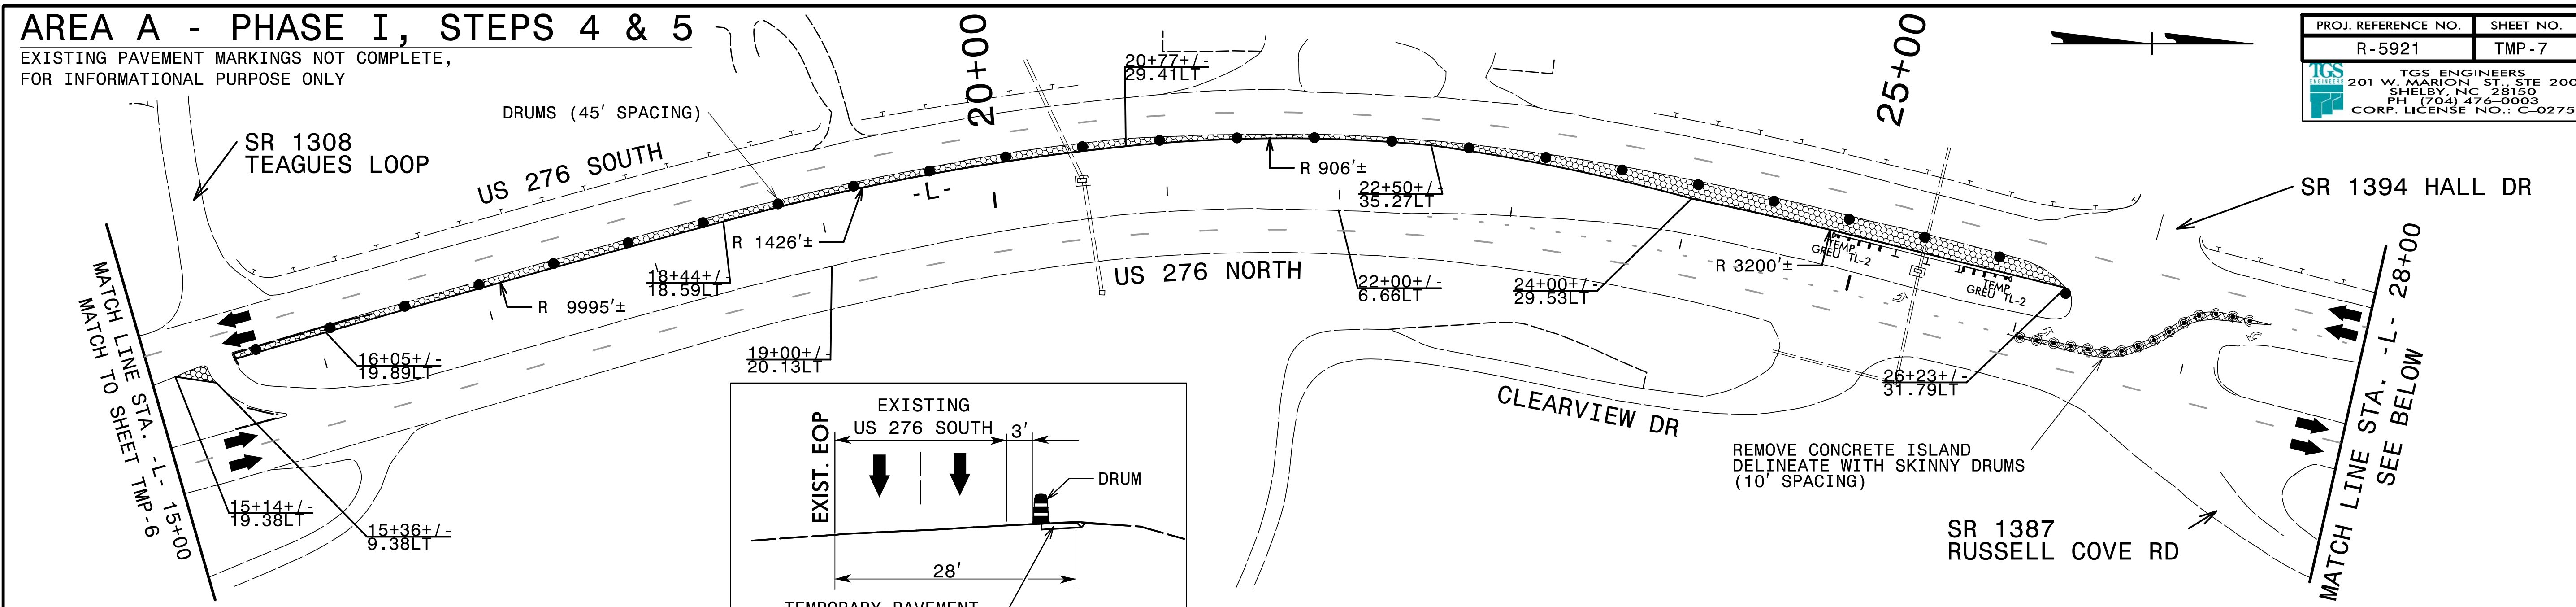 AREA A - PHASE I, STEPS 4 & 5
EXISTING PAVEMENT MARKINGS NOT COMPLETE,
FOR INFORMATIONAL PURPOSE ONLY
PROJ. REFERENCE NO.
SHEET NO.
R-5921
TMP-7
TGS
ENGINEERS
TGS ENGINEERS
201 W. MARION ST., STE 200
SHELBY, NC 28150
PH (704) 476-0003
CORP. LICENSE NO.: C-0275
SR 1308
TEAGUES LOOP
DRUMS (45' SPACING)
US 276 SOUTH
20+00
20+77+/-
29.41LT
25+00
SR 1394 HALL DR
-L-
R 906'±
22+50+/-
35.27LT
R 1426'±
18+44+/-
18.59LT
US 276 NORTH
R 9995'±
22+00+/-
6.66LT
24+00+/-
29.53LT
R 3200'±
TEMP
GREU TL-2
TEMP
GREU TL-2
MATCH LINE STA. -L- 15+00
MATCH TO SHEET TMP-6
16+05+/-
19.89LT
19+00+/-
20.13LT
26+23+/-
31.79LT
CLEARVIEW DR
MATCH LINE STA. -L- 28+00
SEE BELOW
15+14+/-
19.38LT
15+36+/-
9.38LT
REMOVE CONCRETE ISLAND
DELINEATE WITH SKINNY DRUMS
(10' SPACING)
SR 1387
RUSSELL COVE RD
EXIST. EOP
EXISTING
US 276 SOUTH
3'
DRUM
28'
TEMPORARY PAVEMENT